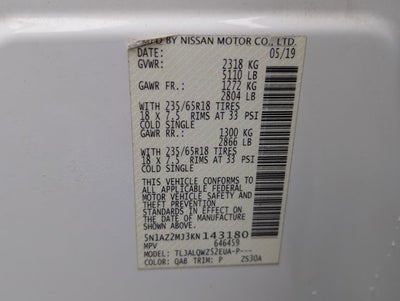 MFD BY NISSAN MOTOR CO., LTD.
DATE: 05/19
GVWR: 2318 KG
5110 LB
GAWR FR.: 1272 KG
2804 LB
WITH 235/65R18 TIRES
18 X 7.5 RIMS AT 33 PSI
COLD SINGLE
GAWR RR.: 1300 KG
2866 LB
WITH 235/65R18 TIRES
18 X 7.5 RIMS AT 33 PSI
COLD SINGLE
THIS VEHICLE CONFORMS TO
ALL APPLICABLE FEDERAL
MOTOR VEHICLE SAFETY
STANDARDS IN EFFECT ON
THE DATE OF MANUFACTURE
SHOWN ABOVE.
5N1AZ2MJ3KN143180
MPV 646459
MODEL: TLJALQWZ52EUA-P---
COLOR: QAB TRIM: P 2S30A